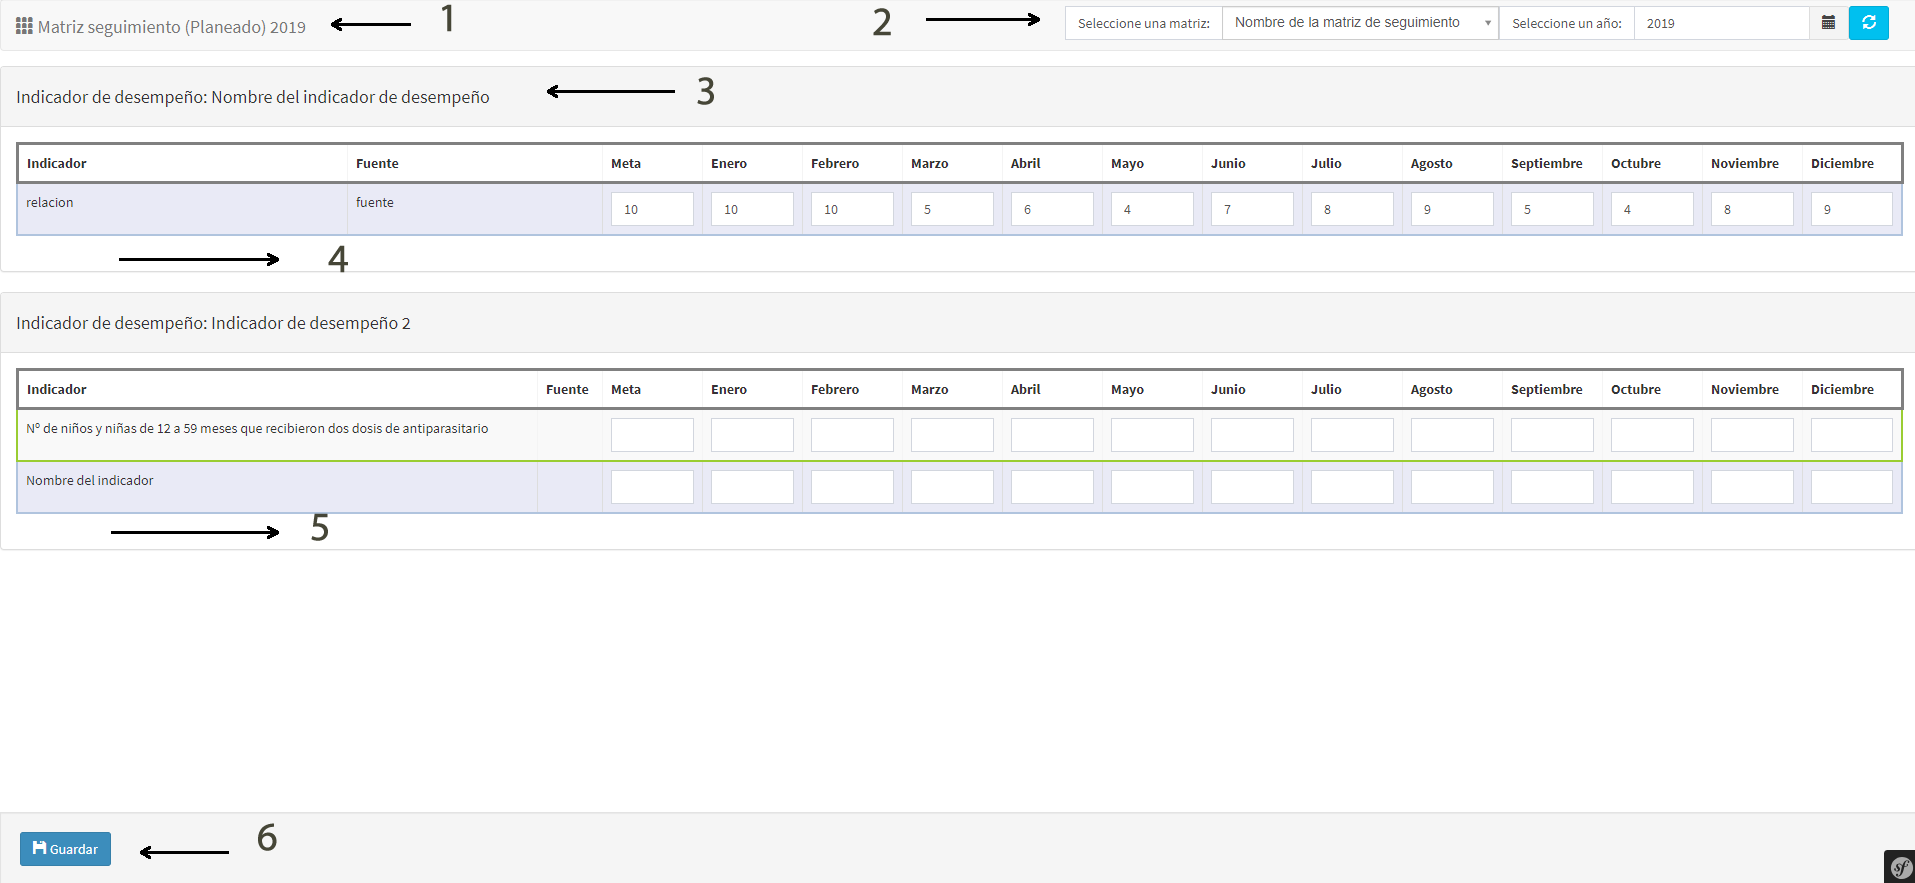 Matriz seguimiento (Planeado) 2019 1 2 Seleccione una matriz: Nombre de la matriz de seguimiento Seleccione un año: 2019
Indicador de desempeño: Nombre del indicador de desempeño 3
Indicador Fuente Meta Enero Febrero Marzo Abril Mayo Junio Julio Agosto Septiembre Octubre Noviembre Diciembre
relacion fuente 10 10 10 5 6 4 7 8 9 5 4 8 9
4
Indicador de desempeño: Indicador de desempeño 2
Indicador Fuente Meta Enero Febrero Marzo Abril Mayo Junio Julio Agosto Septiembre Octubre Noviembre Diciembre
Nº de niños y niñas de 12 a 59 meses que recibieron dos dosis de antiparasitario
Nombre del indicador
5
Guardar 6
sf